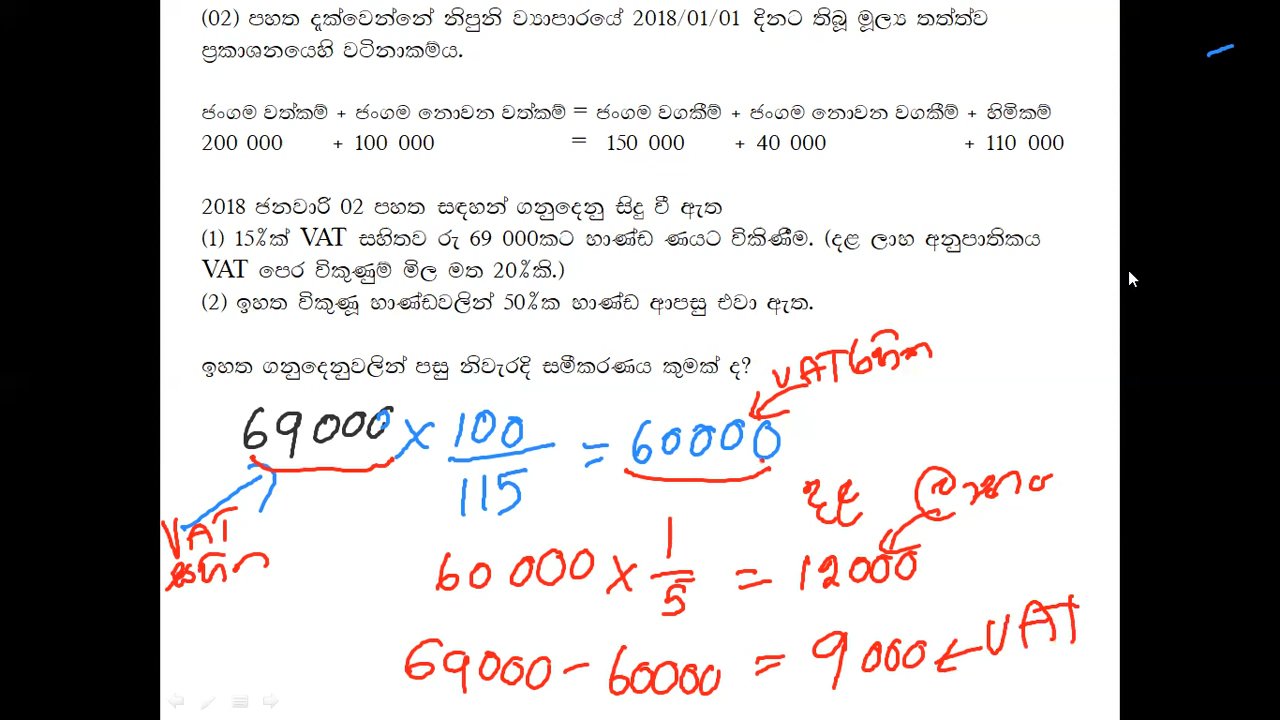 (02) පහත දැක්වෙන්නේ නිපුනි ව්‍යාපාරයේ 2018/01/01 දිනට තිබූ මූල්‍ය තත්ත්ව
ප්‍රකාශනයෙහි වටිනාකම්ය.
ජංගම වත්කම් + ජංගම නොවන වත්කම් = ජංගම වගකීම් + ජංගම නොවන වගකීම් + හිමිකම්
200 000 + 100 000 = 150 000 + 40 000 + 110 000
2018 ජනවාරි 02 පහත සඳහන් ගනුදෙනු සිදු වී ඇත
(1) 15%ක් VAT සහිතව රු 69 000කට භාණ්ඩ ණයට විකිණීම. (දළ ලාභ අනුපාතිකය
VAT පෙර විකුණුම් මිල මත 20%කි.)
(2) ඉහත විකුණූ භාණ්ඩවලින් 50%ක භාණ්ඩ ආපසු එවා ඇත.
ඉහත ගනුදෙනුවලින් පසු නිවැරදි සමීකරණය කුමක් ද?
VAT රහිත
69000 × 100/115 = 60000
දළ ලාභය
VAT
සහිත
60000 × 1/5 = 12000
69000 – 60000 = 9000 ← VAT